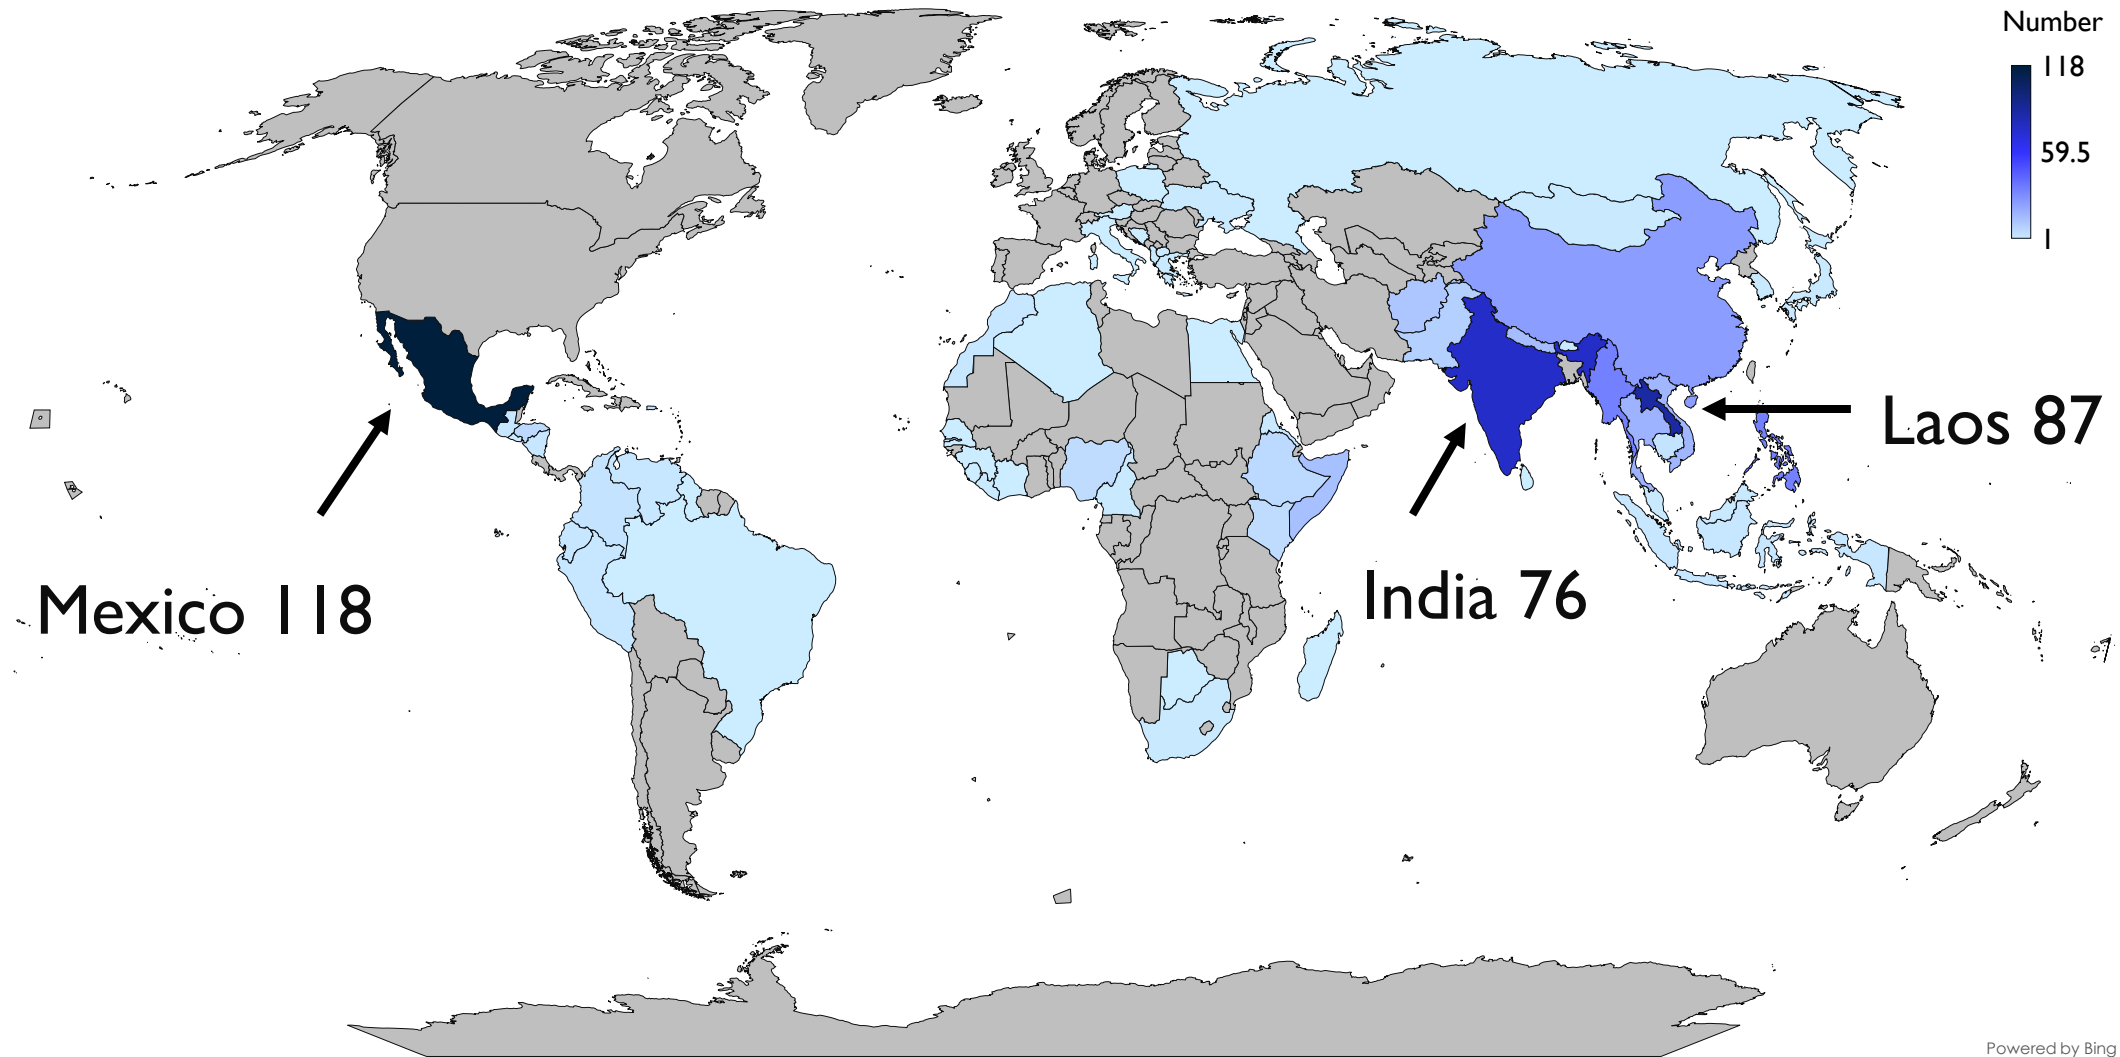 Number
118
59.5
1
Laos 87
Mexico 118
India 76
Powered by Bing